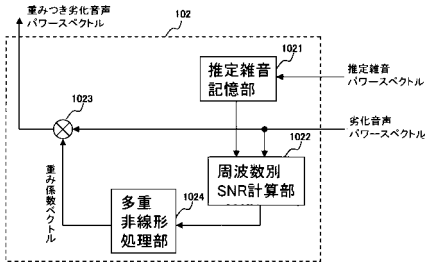 重みつき劣化音声
パワースペクトル
102
1021
推定雑音
記憶部
推定雑音
パワースペクトル
1023
劣化音声
パワースペクトル
1022
周波数別
SNR計算部
重み係数ベクトル
1024
多重
非線形
処理部